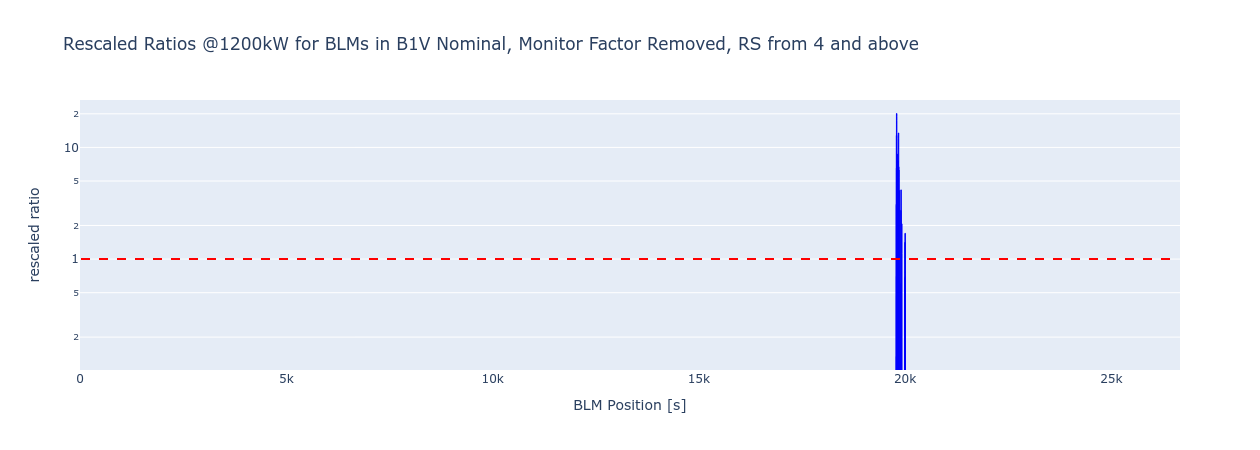 Rescaled Ratios @1200kW for BLMs in B1V Nominal, Monitor Factor Removed, RS from 4 and above
rescaled ratio
2
10
5
2
1
5
2
0 5k 10k 15k 20k 25k
BLM Position [s]